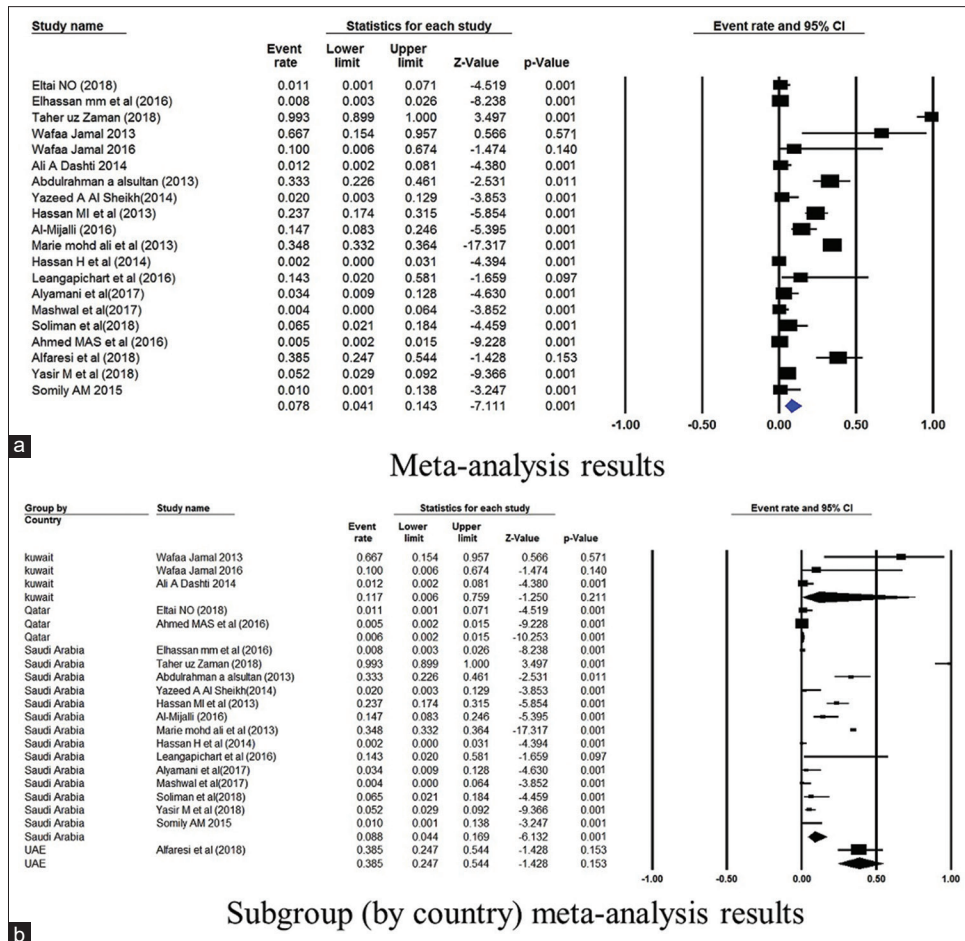 Study name Statistics for each study Event rate and 95% CI
Event rate Lower limit Upper limit Z-Value p-Value
Eltai NO (2018) 0.011 0.001 0.071 -4.519 0.001
Elhassan mm et al (2016) 0.008 0.003 0.026 -8.238 0.001
Taher uz Zaman (2018) 0.993 0.899 1.000 3.497 0.001
Wafaa Jamal 2013 0.667 0.154 0.957 0.566 0.571
Wafaa Jamal 2016 0.100 0.006 0.674 -1.474 0.140
Ali A Dashti 2014 0.012 0.002 0.081 -4.380 0.001
Abdulrahman a alsultan (2013) 0.333 0.226 0.461 -2.531 0.011
Yazeed A Al Sheikh(2014) 0.020 0.003 0.129 -3.853 0.001
Hassan MI et al (2013) 0.237 0.174 0.315 -5.854 0.001
Al-Mijalli (2016) 0.147 0.083 0.246 -5.395 0.001
Marie mohd ali et al (2013) 0.348 0.332 0.364 -17.317 0.001
Hassan H et al (2014) 0.002 0.000 0.031 -4.394 0.001
Leangapichart et al (2016) 0.143 0.020 0.581 -1.659 0.097
Alyamani et al(2017) 0.034 0.009 0.128 -4.630 0.001
Mashwal et al(2017) 0.004 0.000 0.064 -3.852 0.001
Soliman et al(2018) 0.065 0.021 0.184 -4.459 0.001
Ahmed MAS et al (2016) 0.005 0.002 0.015 -9.228 0.001
Alfaresi et al (2018) 0.385 0.247 0.544 -1.428 0.153
Yasir M et al (2018) 0.052 0.029 0.092 -9.366 0.001
Somily AM 2015 0.010 0.001 0.138 -3.247 0.001
0.078 0.041 0.143 -7.111 0.001
-1.00 -0.50 0.00 0.50 1.00
a
Meta-analysis results
Group by Country Study name Statistics for each study Event rate and 95% CI
Event rate Lower limit Upper limit Z-Value p-Value
kuwait Wafaa Jamal 2013 0.667 0.154 0.957 0.566 0.571
kuwait Wafaa Jamal 2016 0.100 0.006 0.674 -1.474 0.140
kuwait Ali A Dashti 2014 0.012 0.002 0.081 -4.380 0.001
kuwait 0.117 0.006 0.759 -1.250 0.211
Qatar Eltai NO (2018) 0.011 0.001 0.071 -4.519 0.001
Qatar Ahmed MAS et al (2016) 0.005 0.002 0.015 -9.228 0.001
Qatar 0.006 0.002 0.015 -10.253 0.001
Saudi Arabia Elhassan mm et al (2016) 0.008 0.003 0.026 -8.238 0.001
Saudi Arabia Taher uz Zaman (2018) 0.993 0.899 1.000 3.497 0.001
Saudi Arabia Abdulrahman a alsultan (2013) 0.333 0.226 0.461 -2.531 0.011
Saudi Arabia Yazeed A Al Sheikh(2014) 0.020 0.003 0.129 -3.853 0.001
Saudi Arabia Hassan MI et al (2013) 0.237 0.174 0.315 -5.854 0.001
Saudi Arabia Al-Mijalli (2016) 0.147 0.083 0.246 -5.395 0.001
Saudi Arabia Marie mohd ali et al (2013) 0.348 0.332 0.364 -17.317 0.001
Saudi Arabia Hassan H et al (2014) 0.002 0.000 0.031 -4.394 0.001
Saudi Arabia Leangapichart et al (2016) 0.143 0.020 0.581 -1.659 0.097
Saudi Arabia Alyamani et al(2017) 0.034 0.009 0.128 -4.630 0.001
Saudi Arabia Mashwal et al(2017) 0.004 0.000 0.064 -3.852 0.001
Saudi Arabia Soliman et al(2018) 0.065 0.021 0.184 -4.459 0.001
Saudi Arabia Yasir M et al (2018) 0.052 0.029 0.092 -9.366 0.001
Saudi Arabia Somily AM 2015 0.010 0.001 0.138 -3.247 0.001
Saudi Arabia 0.088 0.044 0.169 -6.132 0.001
UAE Alfaresi et al (2018) 0.385 0.247 0.544 -1.428 0.153
UAE 0.385 0.247 0.544 -1.428 0.153
-1.00 -0.50 0.00 0.50 1.00
b
Subgroup (by country) meta-analysis results